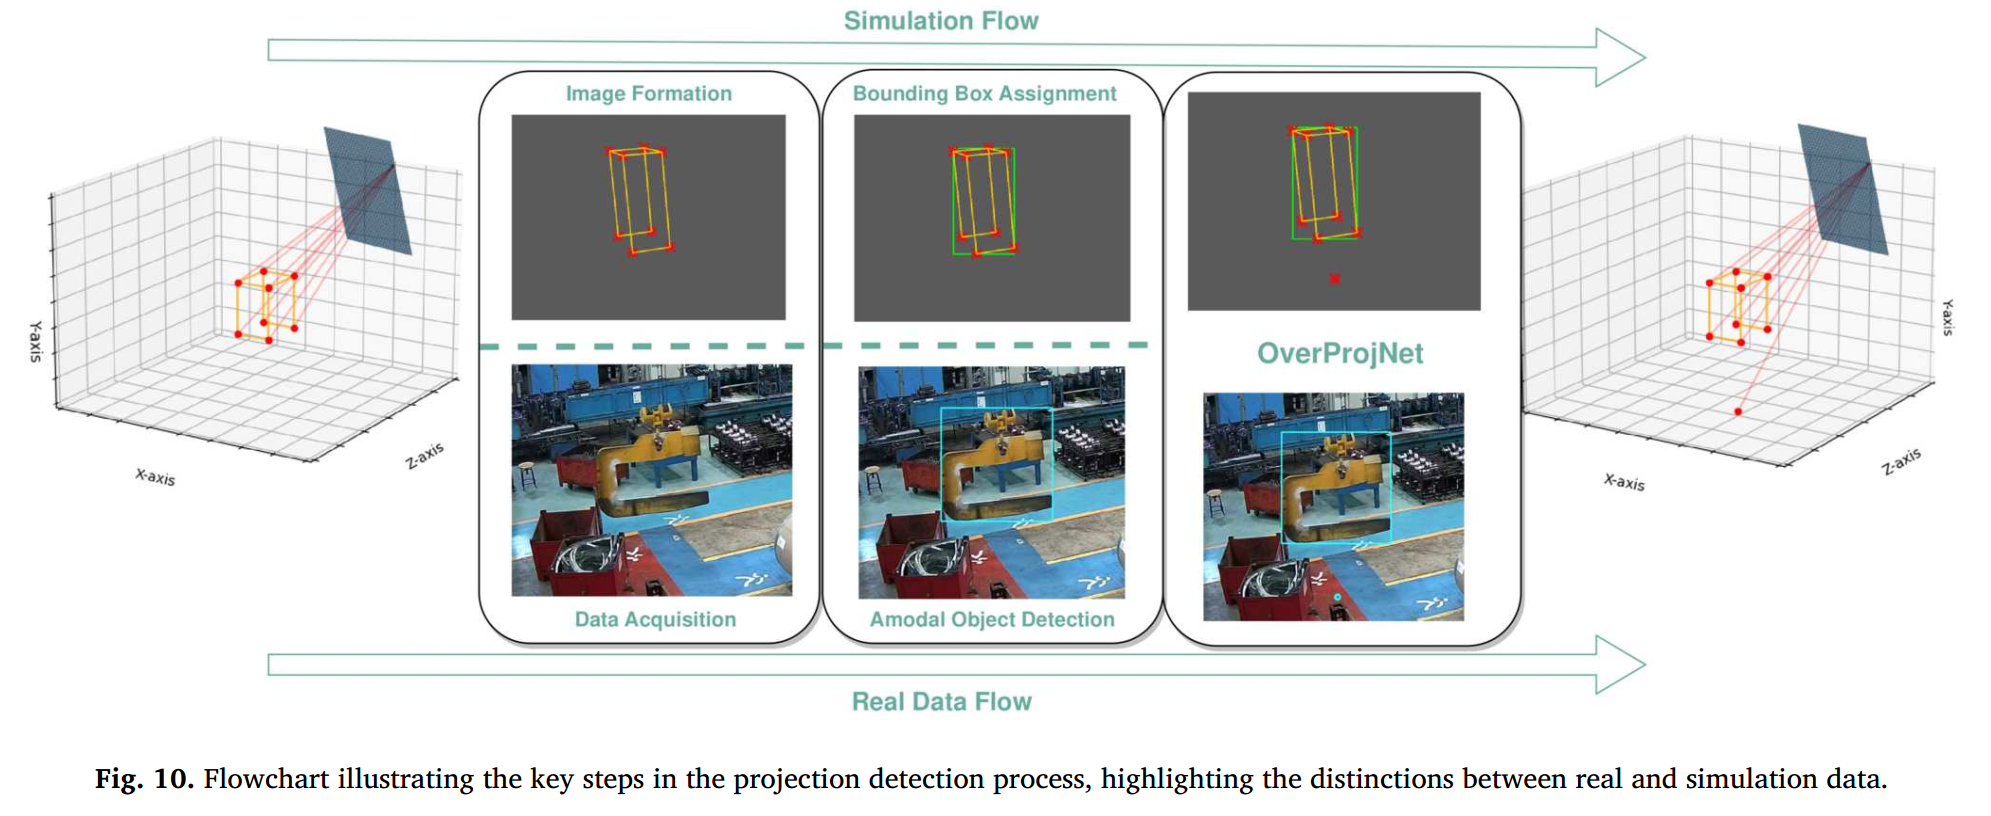 Simulation Flow
Image Formation
Bounding Box Assignment
Y-axis
X-axis
Z-axis
OverProjNet
Y-axis
X-axis
Z-axis
Data Acquisition
Amodal Object Detection
Real Data Flow
Fig. 10. Flowchart illustrating the key steps in the projection detection process, highlighting the distinctions between real and simulation data.